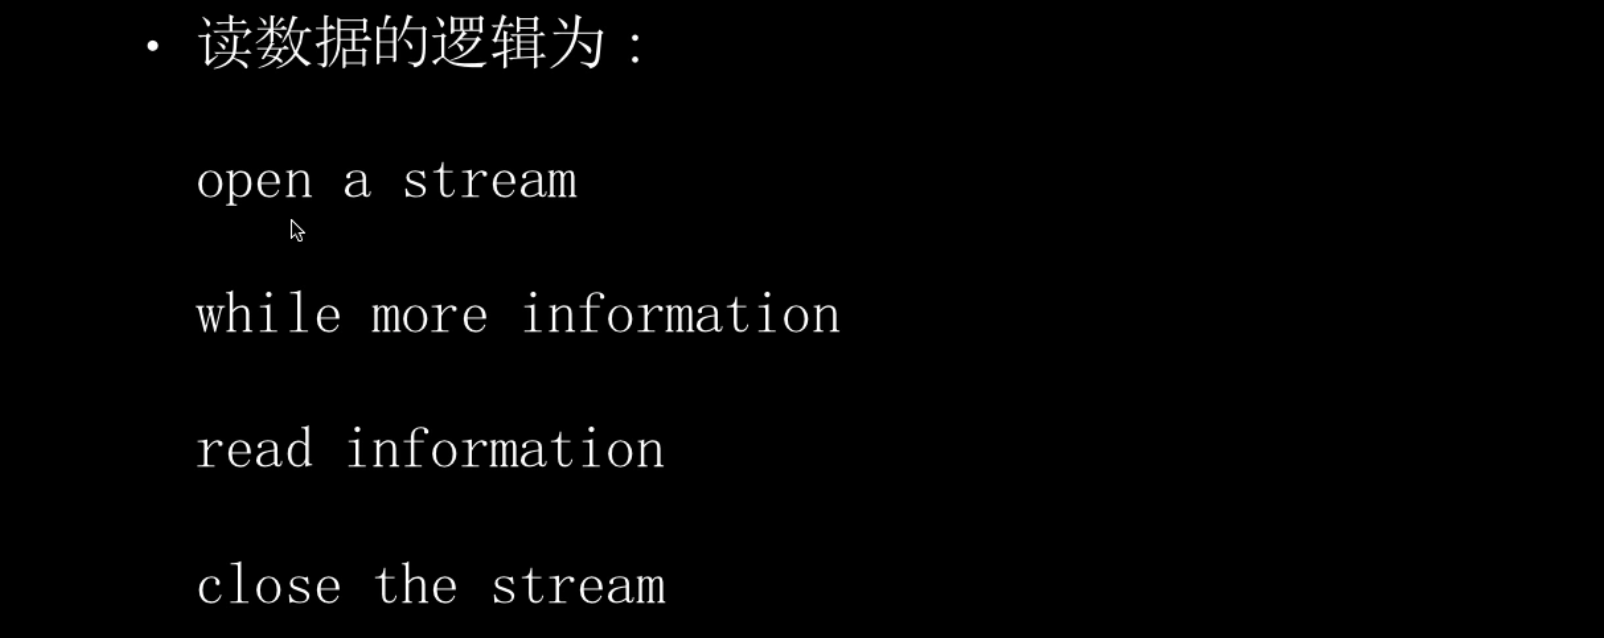 • 读数据的逻辑为：
open a stream
while more information
read information
close the stream